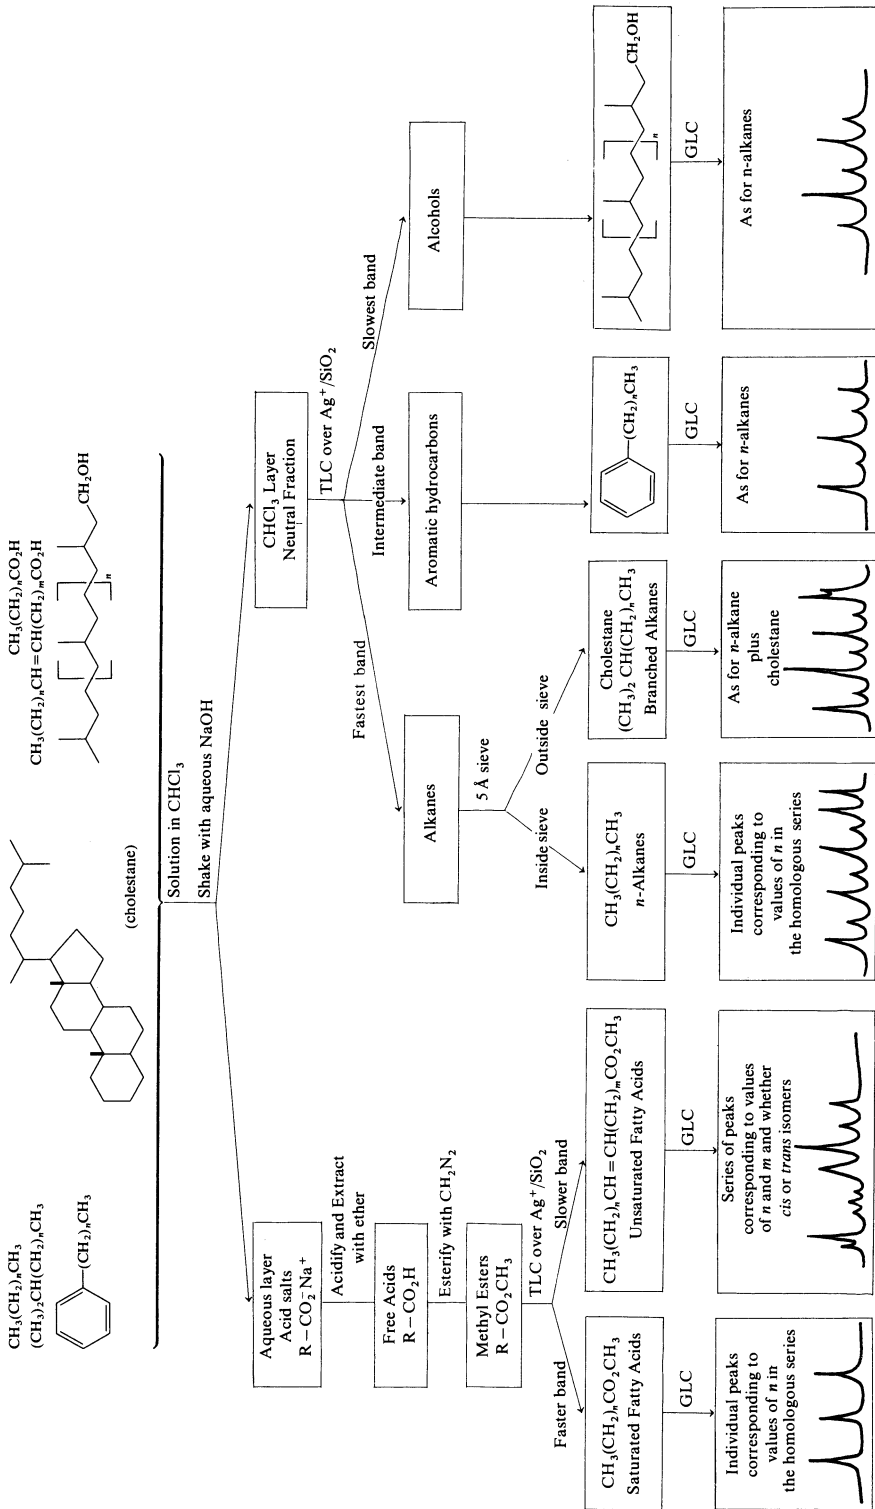 CH₃(CH₂)ₙCH₃
(CH₃)₂CH(CH₂)ₙCH₃
(CH₂)ₙCH₃
(cholestane)
CH₃(CH₂)ₙCO₂H
CH₃(CH₂)ₙCH=CH(CH₂)ₘCO₂H
CH₂OH
n
Solution in CHCl₃
Shake with aqueous NaOH
Aqueous layer
Acid salts
R–CO₂⁻Na⁺
Acidify and Extract
with ether
Free Acids
R–CO₂H
Esterify with CH₂N₂
Methyl Esters
R–CO₂CH₃
TLC over Ag⁺/SiO₂
Faster band
Slower band
CH₃(CH₂)ₙCO₂CH₃
Saturated Fatty Acids
GLC
Individual peaks
corresponding to
values of n in
the homologous series
CH₃(CH₂)ₙCH=CH(CH₂)ₘCO₂CH₃
Unsaturated Fatty Acids
GLC
Series of peaks
corresponding to values
of n and m and whether
cis or trans isomers
CHCl₃ Layer
Neutral Fraction
TLC over Ag⁺/SiO₂
Fastest band
Intermediate band
Slowest band
Alkanes
5 Å sieve
Inside sieve
Outside sieve
CH₃(CH₂)ₙCH₃
n-Alkanes
GLC
Individual peaks
corresponding to
values of n in
the homologous series
Cholestane
(CH₃)₂CH(CH₂)ₙCH₃
Branched Alkanes
GLC
As for n-alkane
plus
cholestane
Aromatic hydrocarbons
(CH₂)ₙCH₃
GLC
As for n-alkanes
Alcohols
CH₂OH
n
GLC
As for n-alkanes